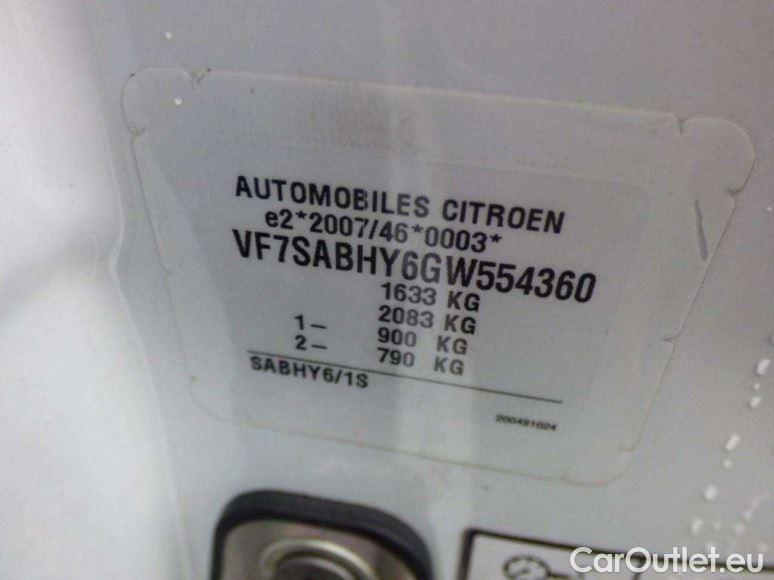 AUTOMOBILES CITROEN
e2*2007/46*0003*
VF7SABHY6GW554360
1633 KG
2083 KG
1- 900 KG
2- 790 KG
SABHY6/1S
200491024
CarOutlet.eu